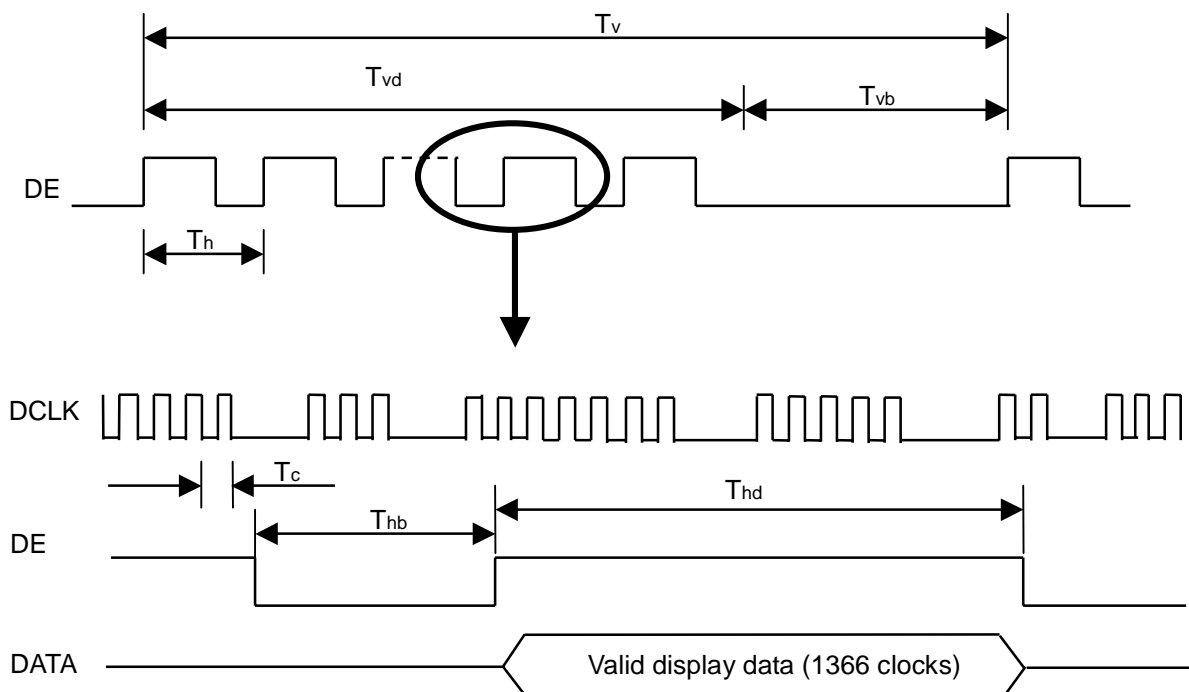 Tv
Tvd
Tvb
DE
Th
DCLK
Tc
Thd
Thb
DE
DATA
Valid display data (1366 clocks)